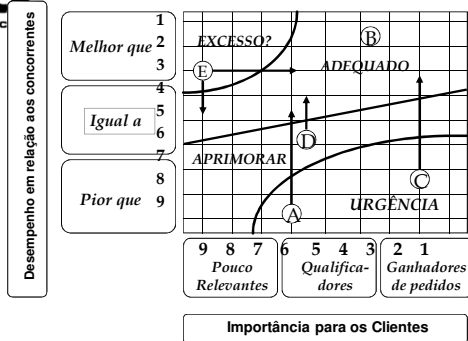 Desempenho em relação aos concorrentes
Melhor que
Igual a
Pior que
1
2
3
4
5
6
7
8
9
EXCESSO?
B
ADEQUADO
E
D
APRIMORAR
C
A
URGÊNCIA
9 8 7 6 5 4 3 2 1
Pouco
Relevantes
Qualifica-
dores
Ganhadores
de pedidos
Importância para os Clientes